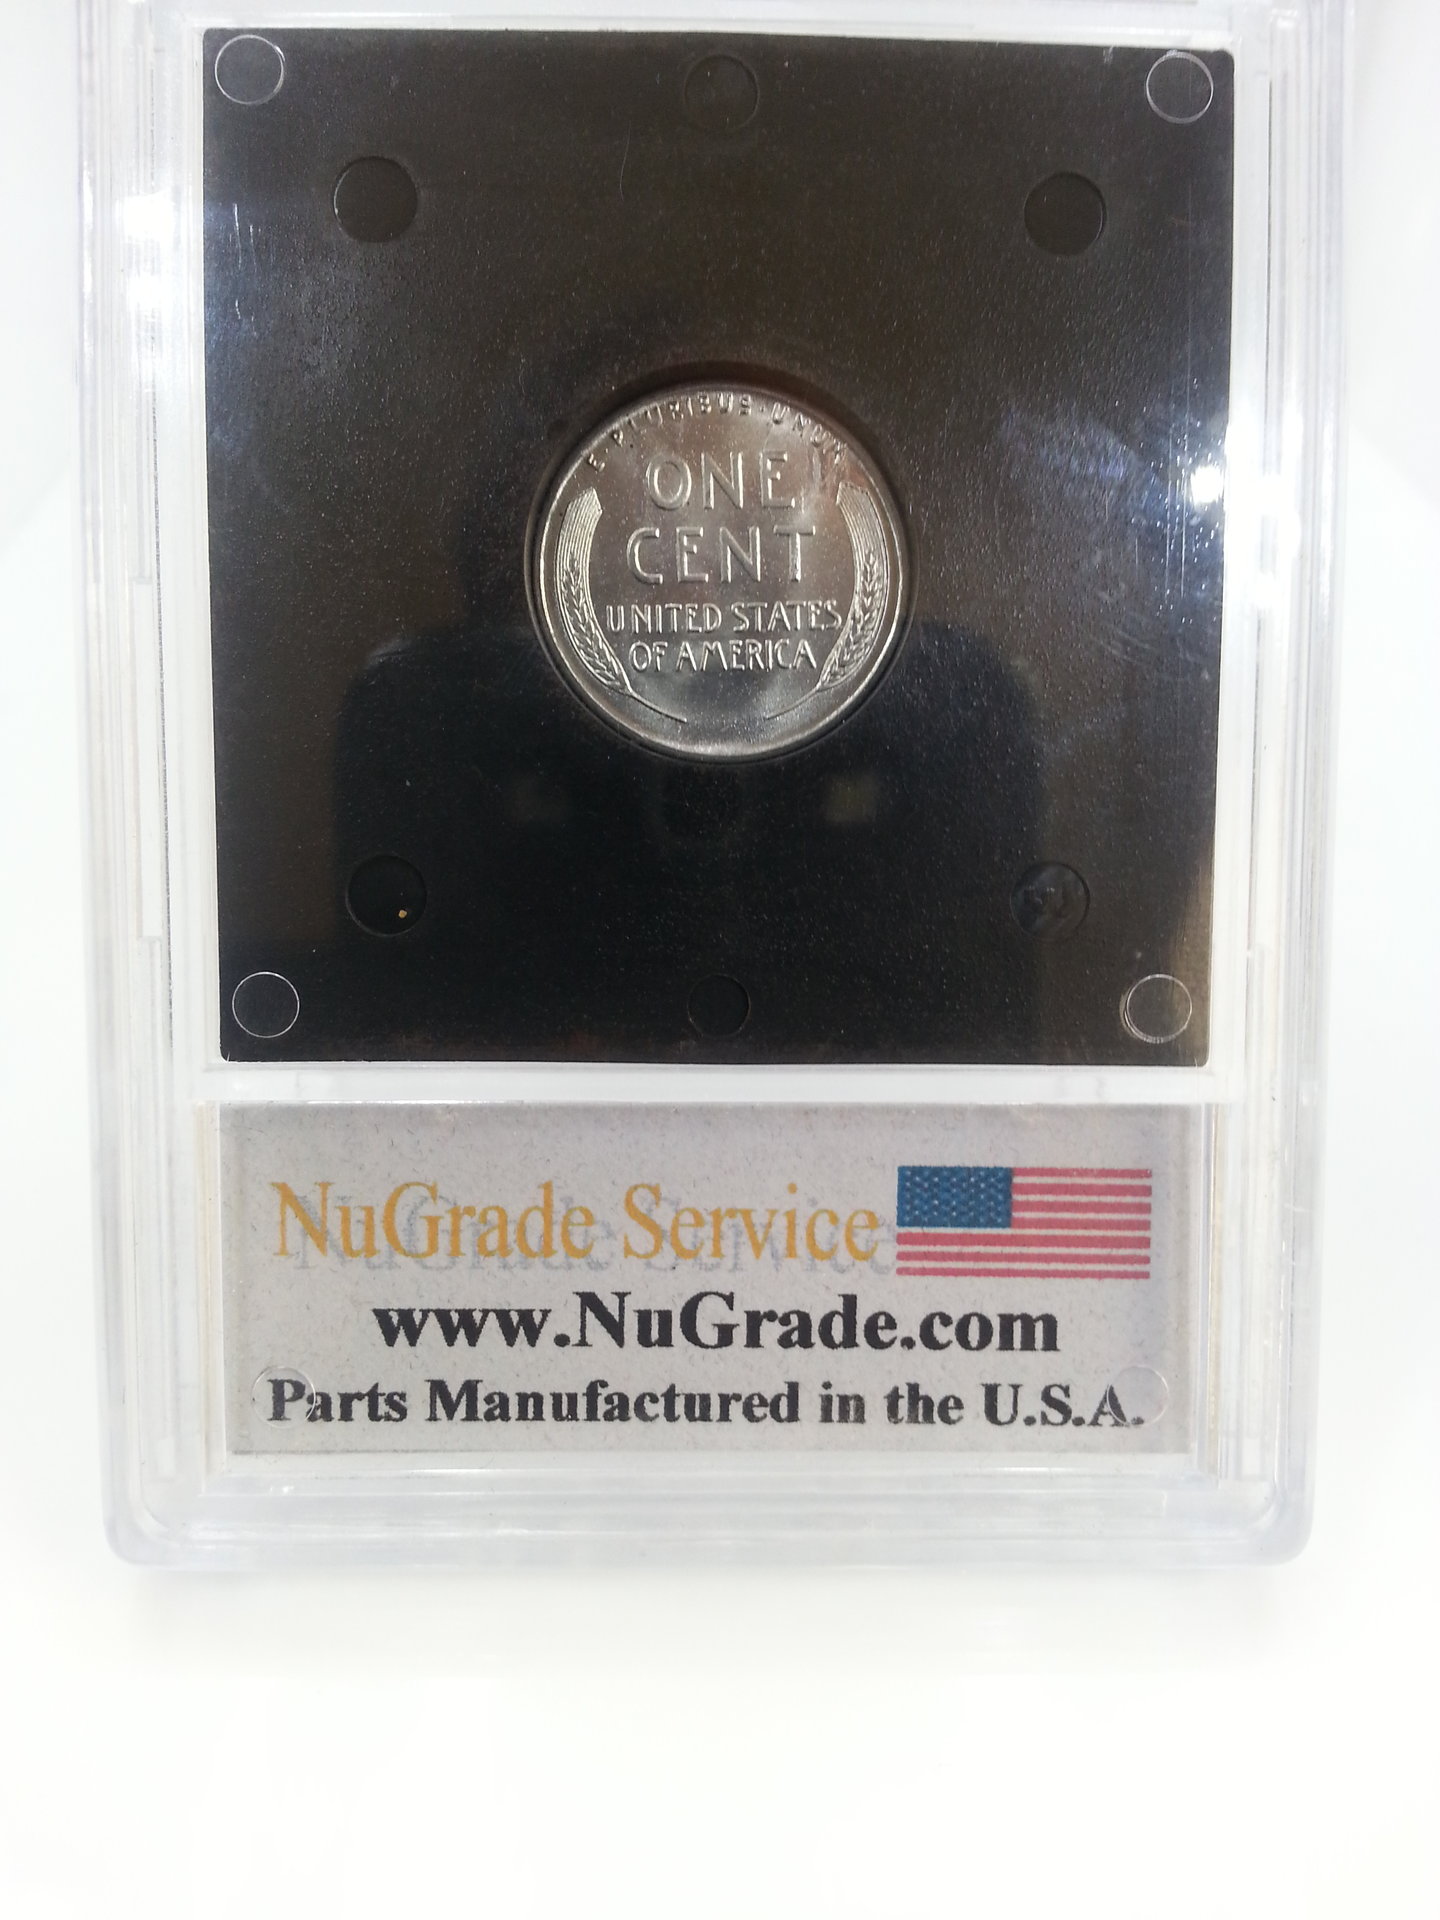 E·PLURIBUS·UNUM
ONE
CENT
UNITED STATES
OF AMERICA
NuGrade Service
www.NuGrade.com
Parts Manufactured in the U.S.A.